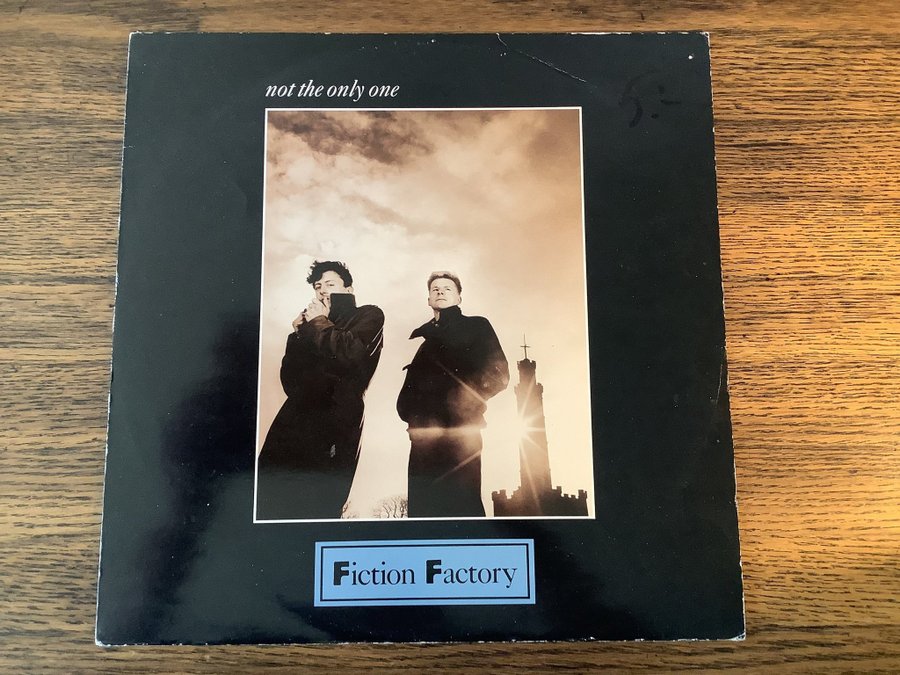 not the only one
Fiction Factory